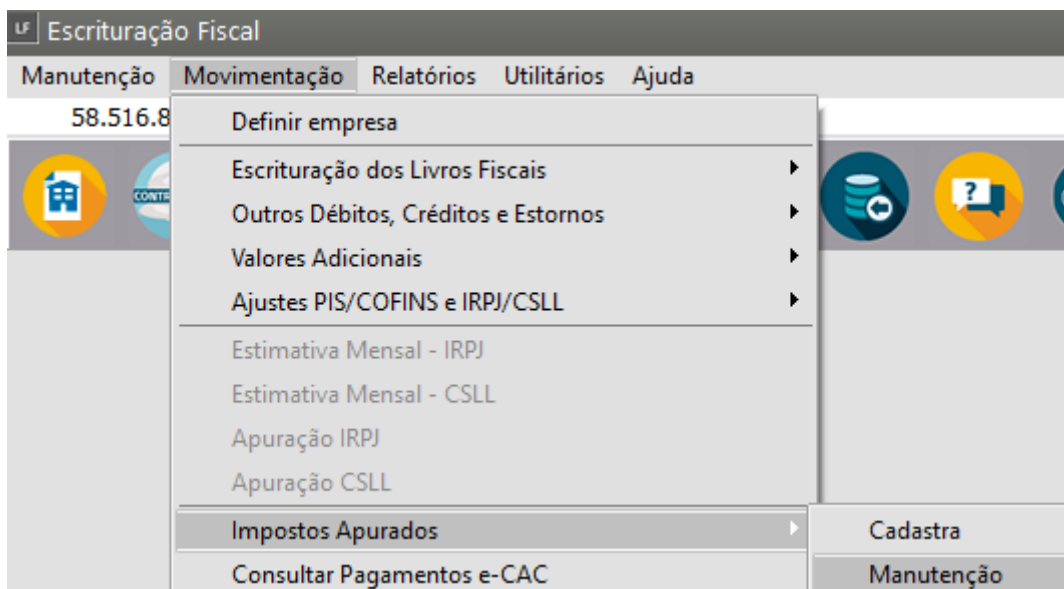 LF Escrituração Fiscal
Manutenção Movimentação Relatórios Utilitários Ajuda
58.516.8
Definir empresa
Escrituração dos Livros Fiscais
Outros Débitos, Créditos e Estornos
Valores Adicionais
Ajustes PIS/COFINS e IRPJ/CSLL
Estimativa Mensal - IRPJ
Estimativa Mensal - CSLL
Apuração IRPJ
Apuração CSLL
Impostos Apurados
Cadastra
Consultar Pagamentos e-CAC
Manutenção